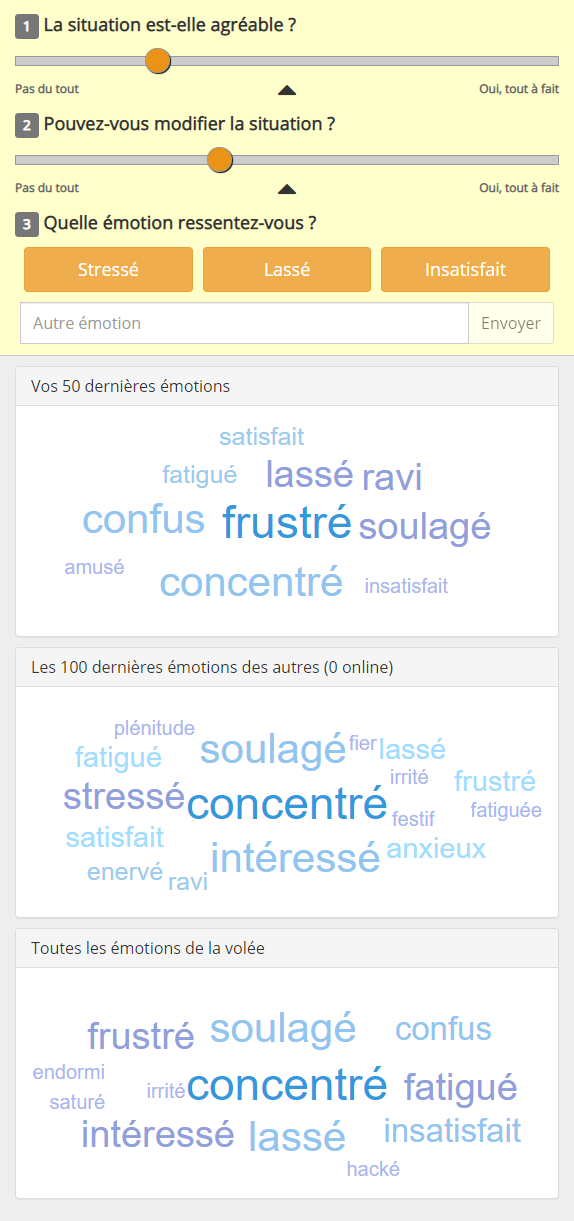 1 La situation est-elle agréable ?
Pas du tout Oui, tout à fait
2 Pouvez-vous modifier la situation ?
Pas du tout Oui, tout à fait
3 Quelle émotion ressentez-vous ?
Stressé Lassé Insatisfait
Autre émotion Envoyer
Vos 50 dernières émotions
satisfait
fatigué lassé ravi
confus frustré soulagé
amusé concentré insatisfait
Les 100 dernières émotions des autres (0 online)
plénitude
fatigué soulagé fier lassé
stressé concentré irrité frustré
festif fatiguée
satisfait intéressé anxieux
enervé ravi
Toutes les émotions de la volée
frustré soulagé confus
endormi irrité concentré fatigué
saturé
intéressé lassé insatisfait
hacké